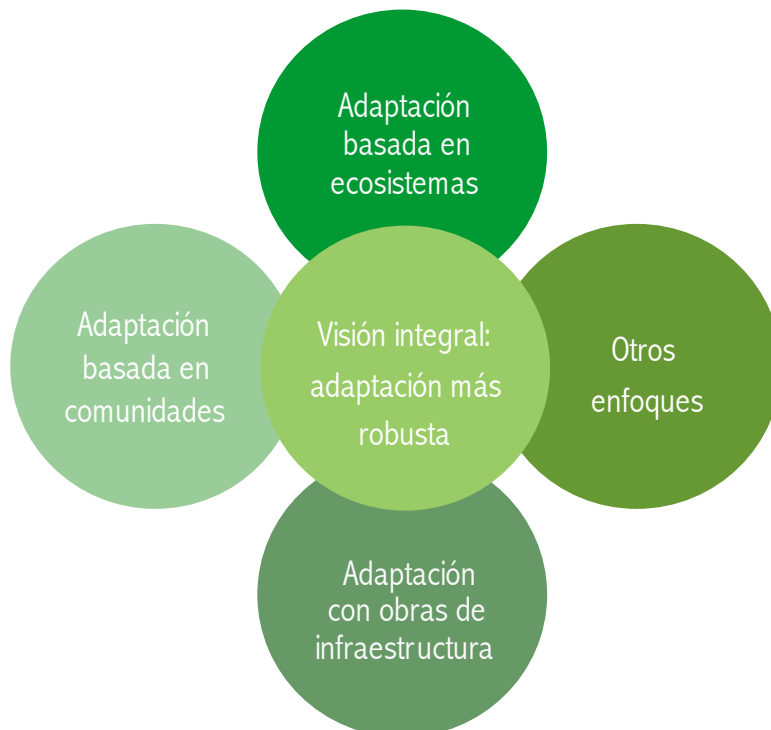 Adaptación
basada en
ecosistemas
Adaptación
basada en
comunidades
Visión integral:
adaptación más
robusta
Otros
enfoques
Adaptación
con obras de
infraestructura